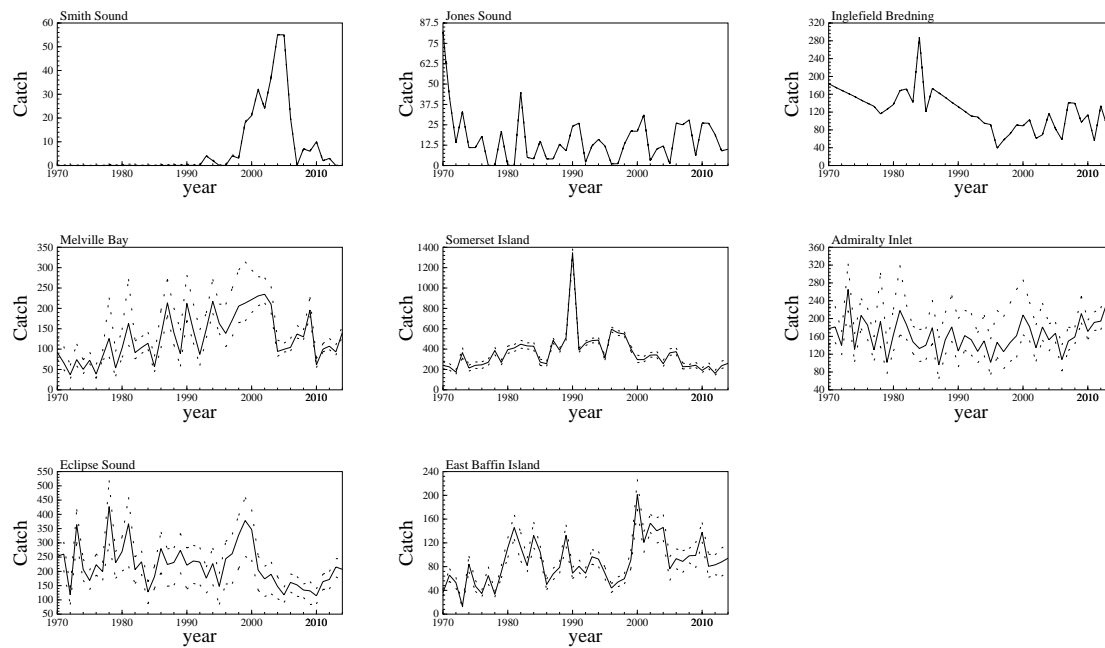 Smith Sound
60
50
40
30
20
10
0
Catch
1970 1980 1990 2000 2010
year
Jones Sound
87.5
75
62.5
50
37.5
25
12.5
0
Catch
1970 1980 1990 2000 2010
year
Inglefield Bredning
320
280
240
200
160
120
80
40
0
Catch
1970 1980 1990 2000 2010
year
Melville Bay
350
300
250
200
150
100
50
0
Catch
1970 1980 1990 2000 2010
year
Somerset Island
1400
1200
1000
800
600
400
200
0
Catch
1970 1980 1990 2000 2010
year
Admiralty Inlet
360
320
280
240
200
160
120
80
40
Catch
1970 1980 1990 2000 2010
year
Eclipse Sound
550
500
450
400
350
300
250
200
150
100
50
Catch
1970 1980 1990 2000 2010
year
East Baffin Island
240
200
160
120
80
40
0
Catch
1970 1980 1990 2000 2010
year